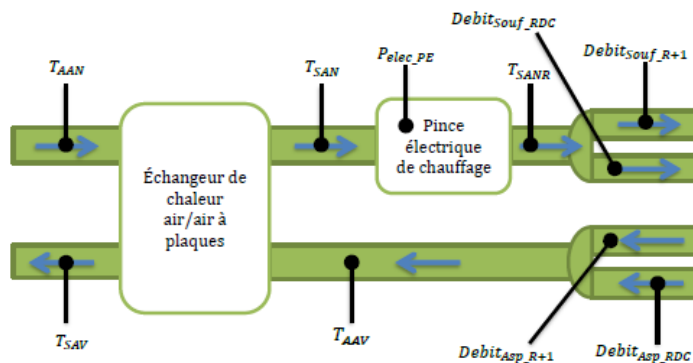 Debit_Souf_RDC
P_elec_PE
Debit_Souf_R+1
T_AAN
T_SAN
T_SANR
Pince
électrique
de chauffage
Échangeur de
chaleur
air/air à
plaques
T_SAV
T_AAV
Debit_Asp_R+1
Debit_Asp_RDC